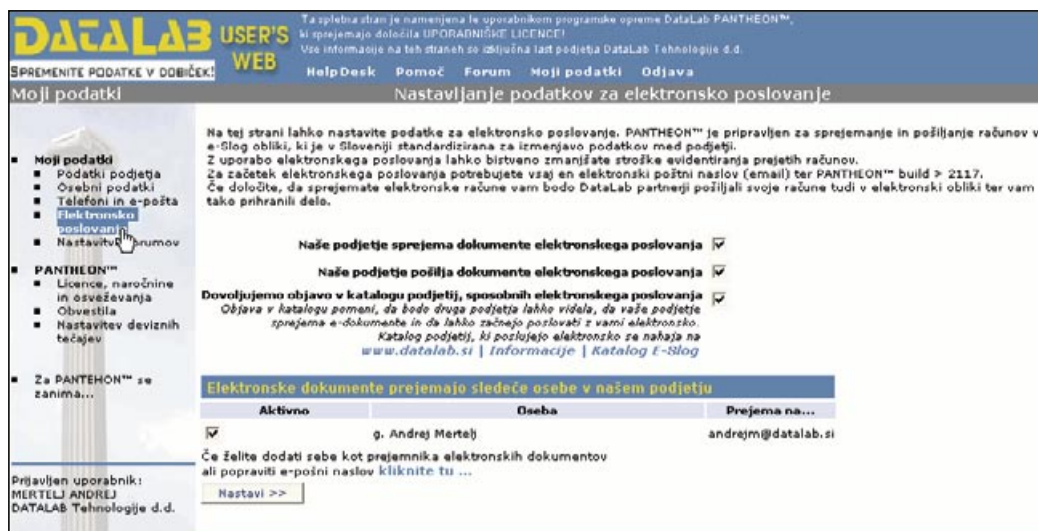 DATALAB USER'S WEB
SPREMENITE PODATKE V DOBIČEK!
Ta spletna stran je namenjena le uporabnikom programske opreme DataLab PANTHEON™,
ki sprejemajo določila UPORABNIŠKE LICENCE!
Vse informacije na teh straneh so izključna last podjetja DataLab Tehnologije d.d.
HelpDesk Pomoč Forum Moji podatki Odjava
Moji podatki
Nastavljanje podatkov za elektronsko poslovanje
Moji podatki
Podatki podjetja
Osebni podatki
Telefoni in e-pošta
Elektronsko
poslovanje
Nastavitve forumov
PANTHEON™
Licence, naročnine
in osveževanja
Obvestila
Nastavitev deviznih
tečajev
Za PANTEHON™ se
zanima...
Prijavljen uporabnik:
MERTELJ ANDREJ
DATALAB Tehnologije d.d.
Na tej strani lahko nastavite podatke za elektronsko poslovanje. PANTHEON™ je pripravljen za sprejemanje in pošiljanje računov v
e-Slog obliki, ki je v Sloveniji standardizirana za izmenjavo podatkov med podjetji.
Z uporabo elektronskega poslovanja lahko bistveno zmanjšate stroške evidentiranja prejetih računov.
Za začetek elektronskega poslovanja potrebujete vsaj en elektronski poštni naslov (email) ter PANTHEON™ build > 2117.
Če določite, da sprejemate elektronske račune vam bodo DataLab partnerji pošiljali svoje račune tudi v elektronski obliki ter vam
tako prihranili delo.
Naše podjetje sprejema dokumente elektronskega poslovanja
Naše podjetje pošilja dokumente elektronskega poslovanja
Dovoljujemo objavo v katalogu podjetij, sposobnih elektronskega poslovanja
Objava v katalogu pomeni, da bodo druga podjetja lahko videla, da vaše podjetje
sprejema e-dokumente in da lahko začnejo poslovati z vami elektronsko.
Katalog podjetij, ki poslujejo elektronsko se nahaja na
www.datalab.si | Informacije | Katalog E-Slog
Elektronske dokumente prejemajo sledeče osebe v našem podjetju
Aktivno Oseba Prejema na...
g. Andrej Mertelj andrejm@datalab.si
Če želite dodati sebe kot prejemnika elektronskih dokumentov
ali popraviti e-pošni naslov kliknite tu ...
Nastavi >>